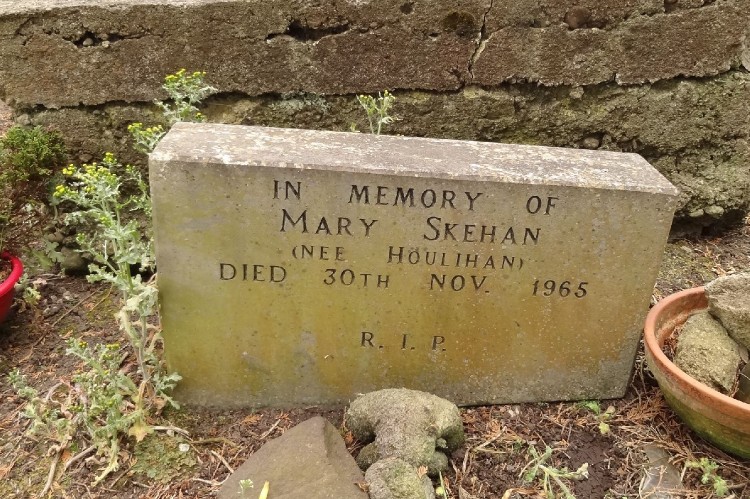 IN MEMORY OF
MARY SKEHAN
(NEE HOULIHAN)
DIED 30TH NOV. 1965
R. I. P.